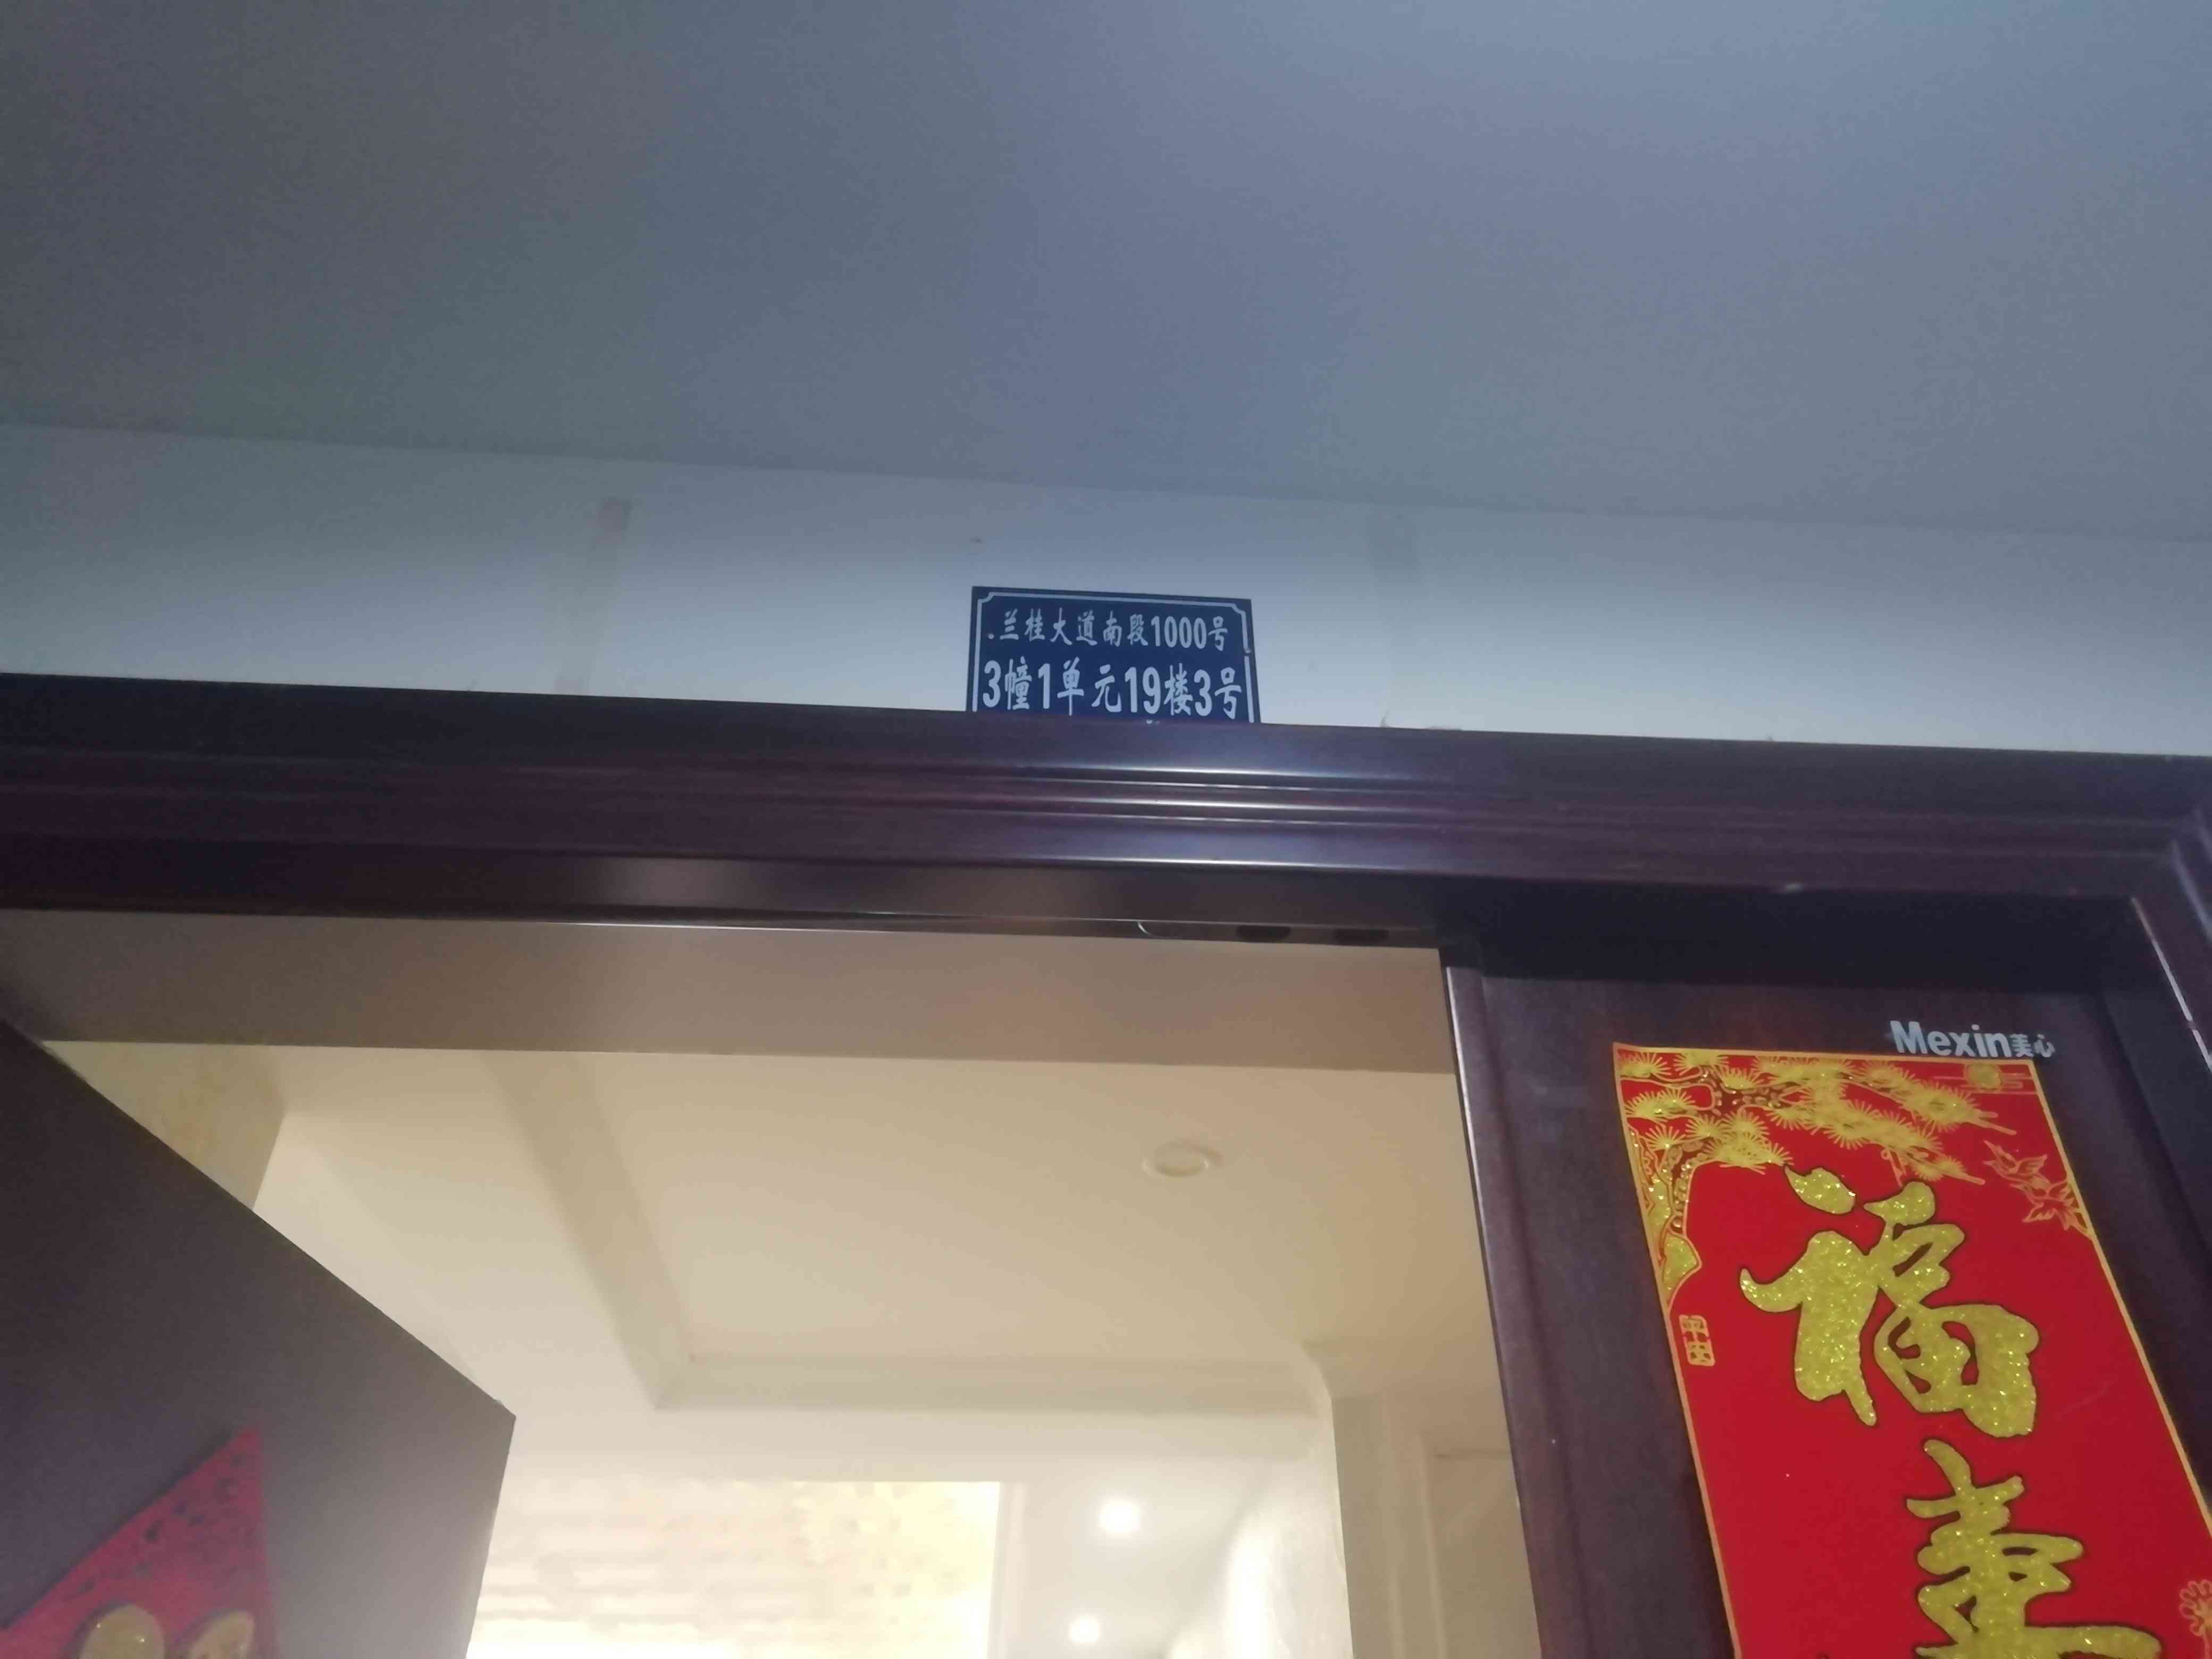 兰桂大道南段1000号
3幢1单元19楼3号
Mexin美心
福